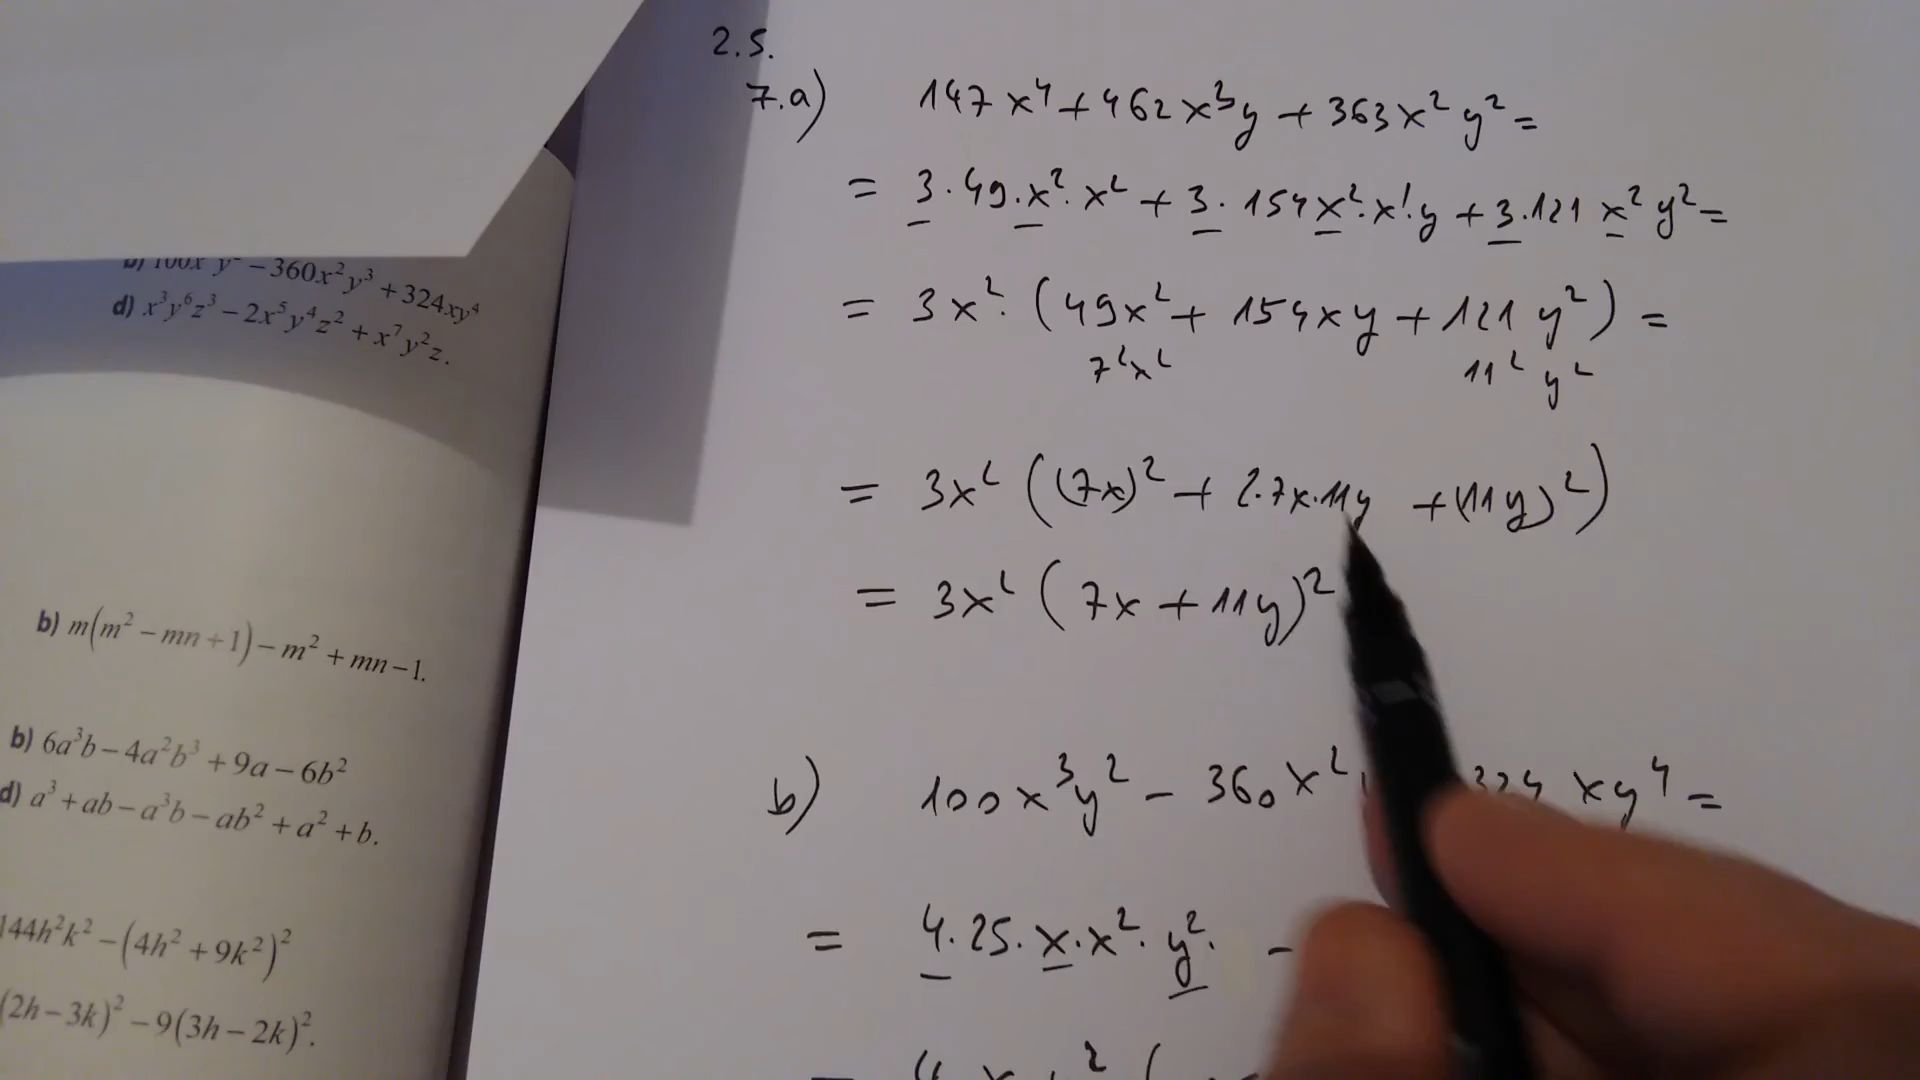 2.5.
7.a) 147x⁴ + 462x³y + 363x²y² =
= 3·49·x²·x² + 3·154x²·x¹·y + 3·121 x²y² =
= 3x²·(49x² + 154xy + 121y²) =
7²x² 11²y²
= 3x²((7x)² + 2·7x·11y + (11y)²)
= 3x²(7x + 11y)²
b) 100x³y² − 360x² 324xy⁴ =
= 4·25·x·x²·y²· −
− 360x²y³ + 324xy⁴
d) x³y⁶z³ − 2x⁵y⁴z² + x⁷y²z.
b) m(m² − mn + 1) − m² + mn − 1.
b) 6a³b − 4a²b³ + 9a − 6b²
d) a³ + ab − a³b − ab² + a² + b.
144h²k² − (4h² + 9k²)²
(2h − 3k)² − 9(3h − 2k)².